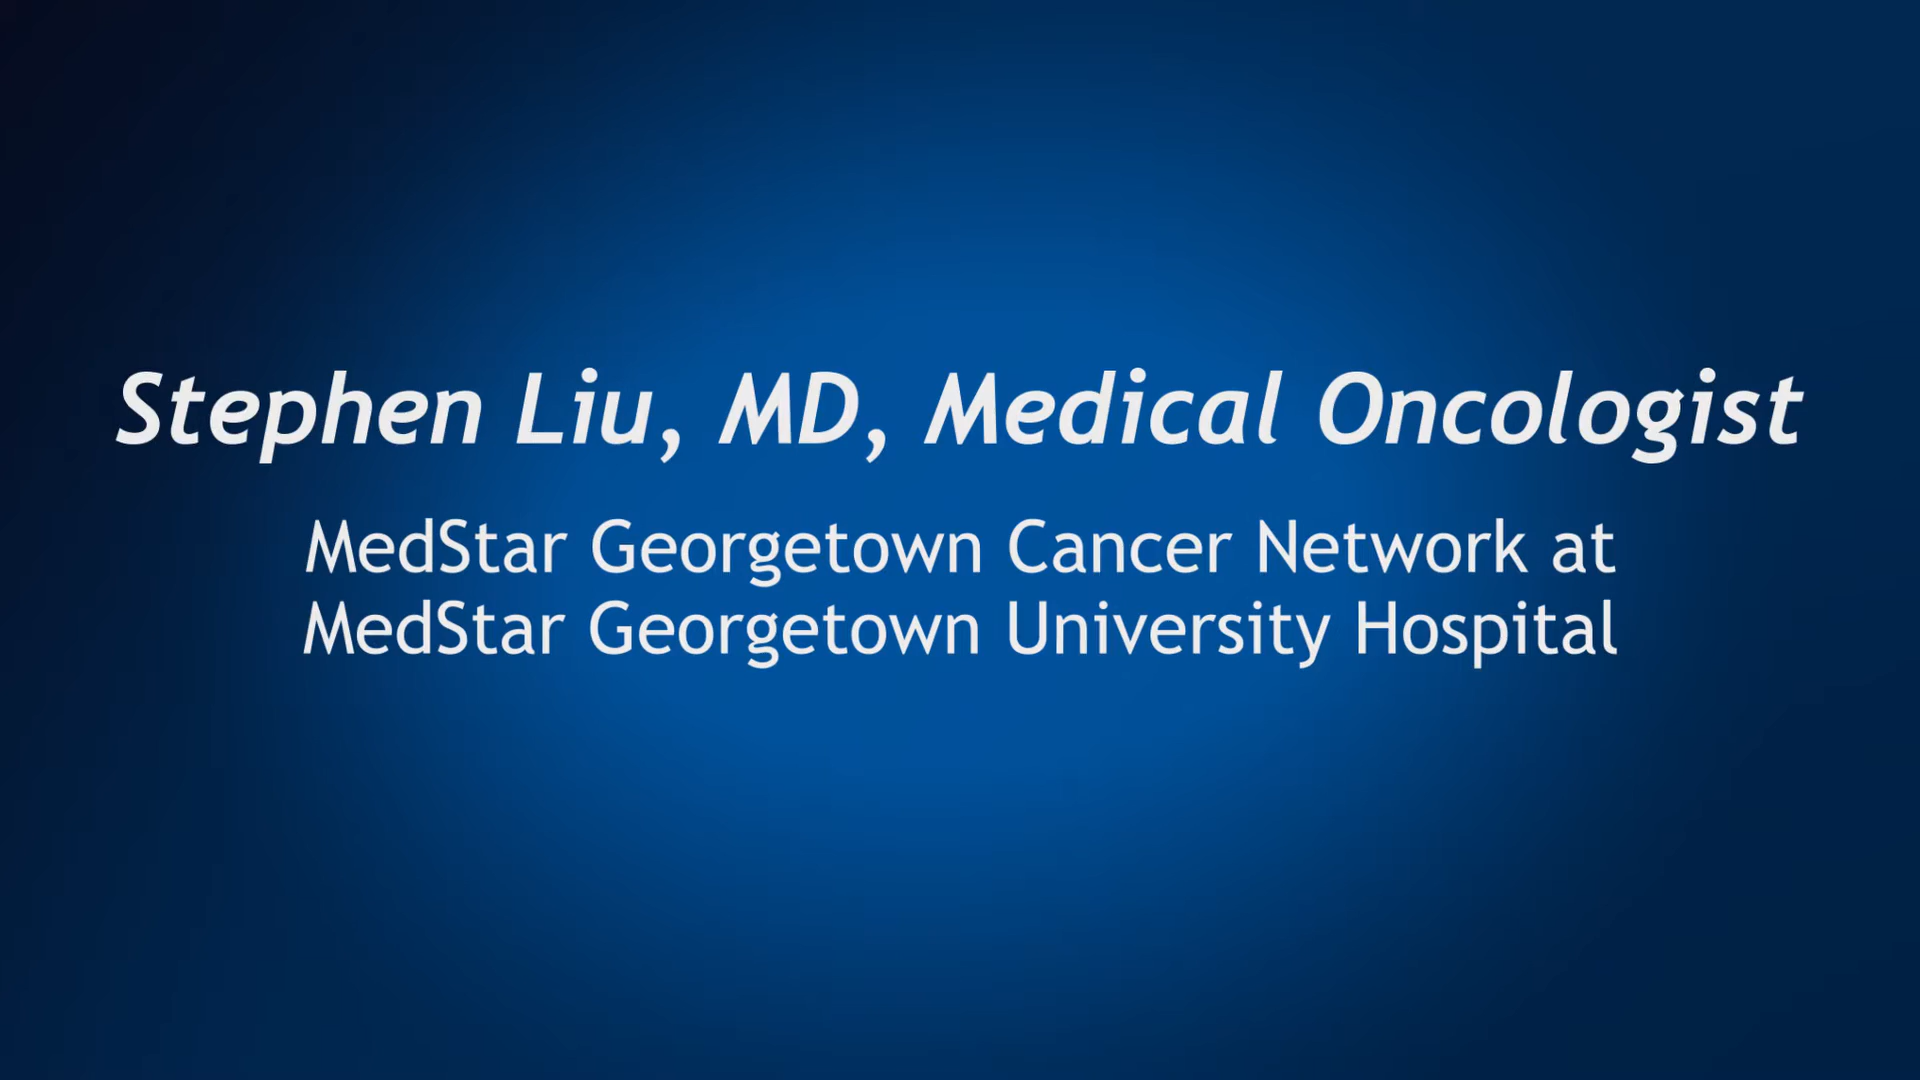 Stephen Liu, MD, Medical Oncologist
MedStar Georgetown Cancer Network at
MedStar Georgetown University Hospital